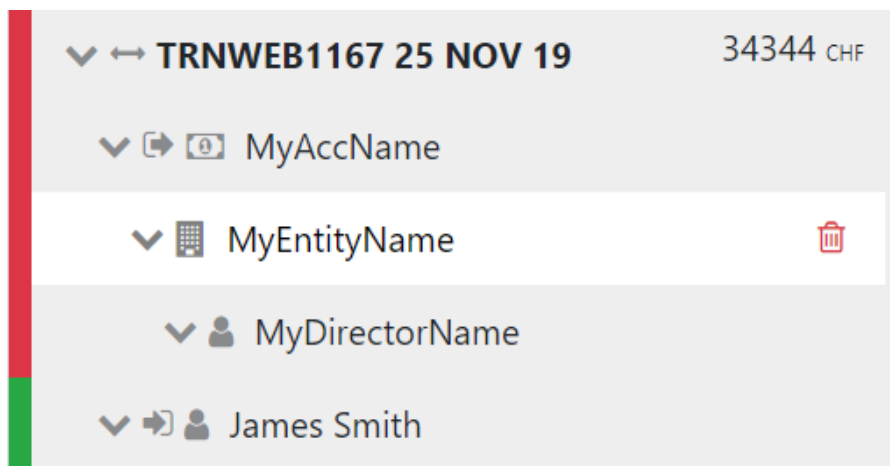 TRNWEB1167 25 NOV 19 34344 CHF
MyAccName
MyEntityName
MyDirectorName
James Smith